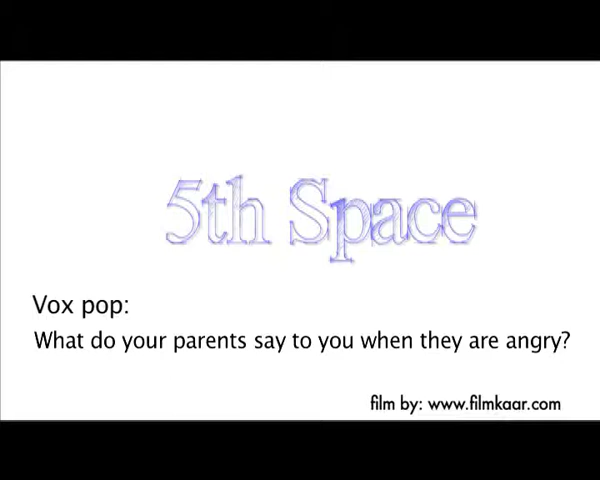 5th Space
Vox pop:
What do your parents say to you when they are angry?
film by: www.filmkaar.com